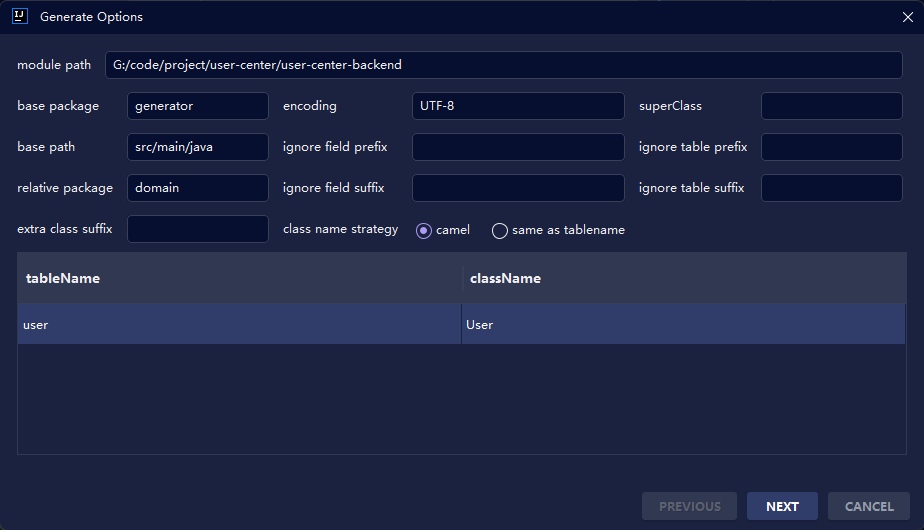 IJ Generate Options
module path G:/code/project/user-center/user-center-backend
base package generator encoding UTF-8 superClass
base path src/main/java ignore field prefix ignore table prefix
relative package domain ignore field suffix ignore table suffix
extra class suffix class name strategy camel same as tablename
tableName className
user User
PREVIOUS NEXT CANCEL